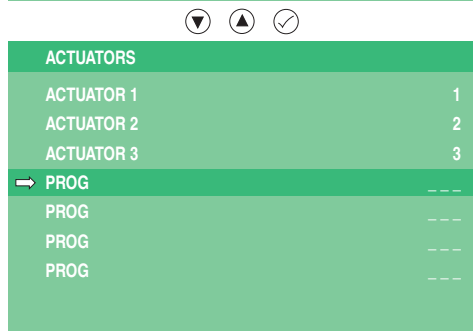 ACTUATORS
ACTUATOR 1 1
ACTUATOR 2 2
ACTUATOR 3 3
PROG _ _ _
PROG _ _ _
PROG _ _ _
PROG _ _ _